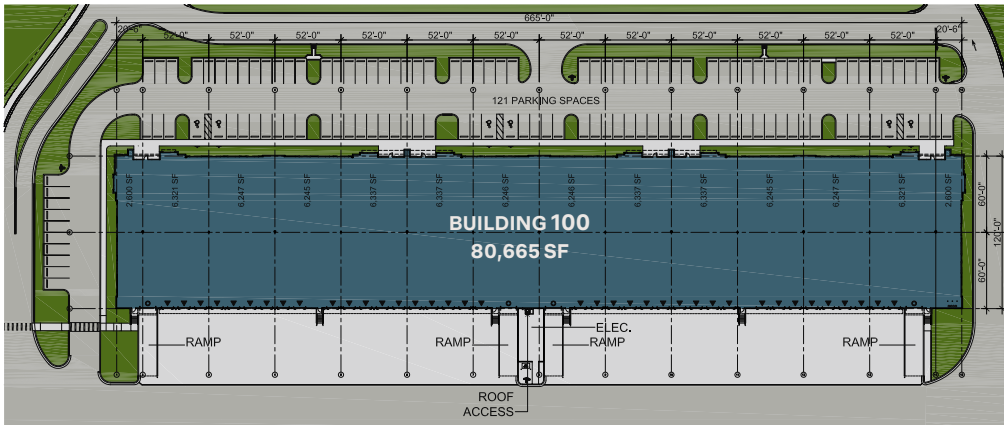 665'-0"
20'-6"
52'-0"
52'-0"
52'-0"
52'-0"
52'-0"
52'-0"
52'-0"
52'-0"
52'-0"
52'-0"
52'-0"
52'-0"
20'-6"
121 PARKING SPACES
2,600 SF
6,321 SF
6,247 SF
6,245 SF
6,337 SF
6,337 SF
6,246 SF
6,246 SF
6,337 SF
6,337 SF
6,245 SF
6,247 SF
6,321 SF
2,600 SF
60'-0"
120'-0"
60'-0"
BUILDING 100
80,665 SF
ELEC.
RAMP
RAMP
RAMP
RAMP
ROOF
ACCESS